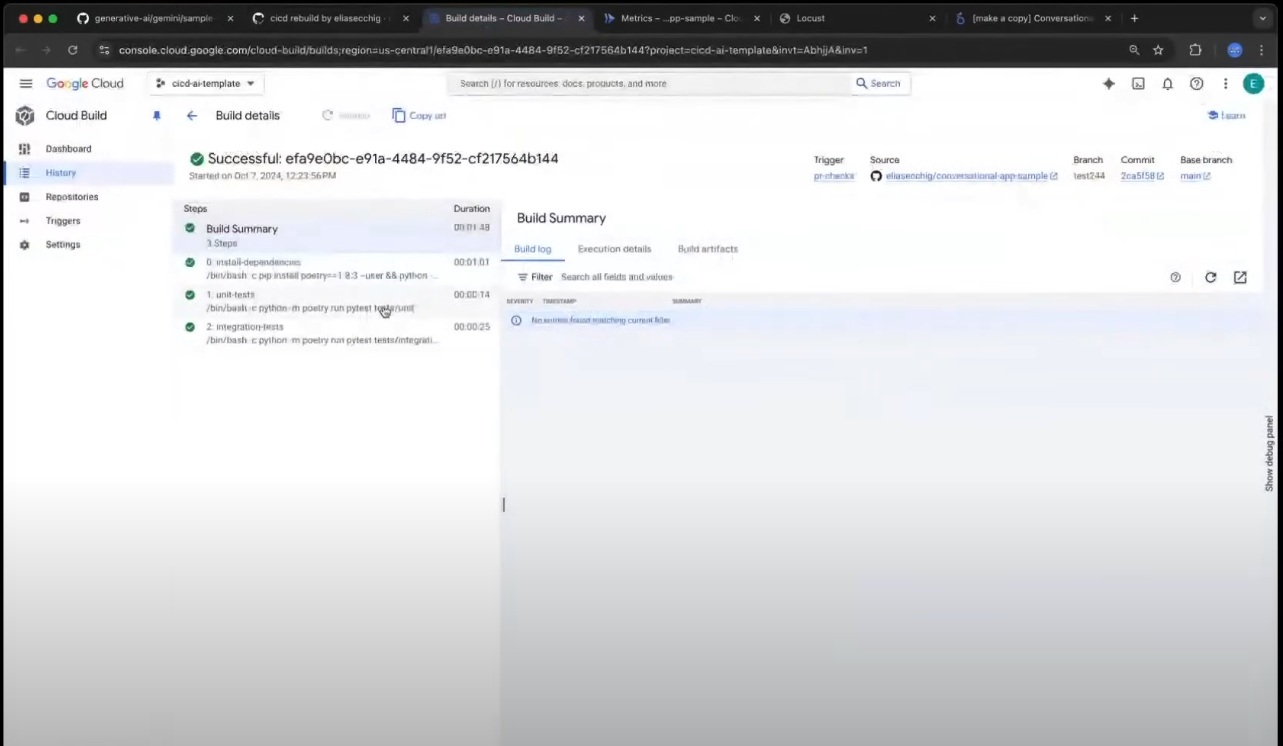 generative-ai/gemini/sample
cicd rebuild by eliasecchig ·
Build details – Cloud Build –
Metrics – ...pp-sample – Clou
Locust
[make a copy] Conversation
console.cloud.google.com/cloud-build/builds;region=us-central1/efa9e0bc-e91a-4484-9f52-cf217564b144?project=cicd-ai-template&invt=AbhjjA&inv=1
Google Cloud
cicd-ai-template
Search (/) for resources, docs, products, and more
Search
E
Cloud Build
Build details
Copy url
Learn
Dashboard
History
Repositories
Triggers
Settings
Successful: efa9e0bc-e91a-4484-9f52-cf217564b144
Started on Oct 7, 2024, 12:23:56 PM
Trigger
pr-checks
Source
eliasecchig/conversational-app-sample
Branch
test244
Commit
2ca5f58
Base branch
main
Steps
Duration
Build Summary
00:01:48
3 Steps
0: install-dependencies
00:01:01
/bin/bash -c pip install poetry==1.8.3 --user && python -...
1: unit-tests
00:00:14
/bin/bash -c python -m poetry run pytest tests/unit
2: integration-tests
00:00:25
/bin/bash -c python -m poetry run pytest tests/integrati...
Build Summary
Build log
Execution details
Build artifacts
Filter
Search all fields and values
SEVERITY
TIMESTAMP
SUMMARY
No entries found matching current filter.
Show debug panel